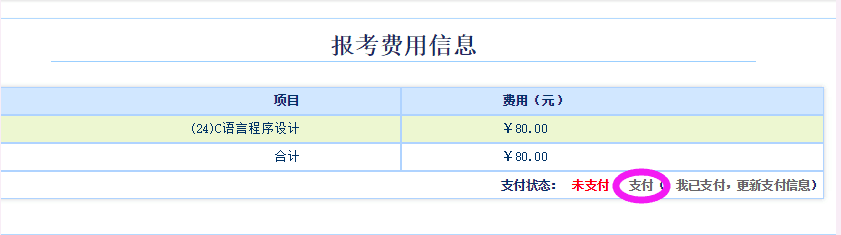 报考费用信息
项目 费用（元）
(24)C语言程序设计 ￥80.00
合计 ￥80.00
支付状态： 未支付 支付（ 我已支付，更新支付信息）